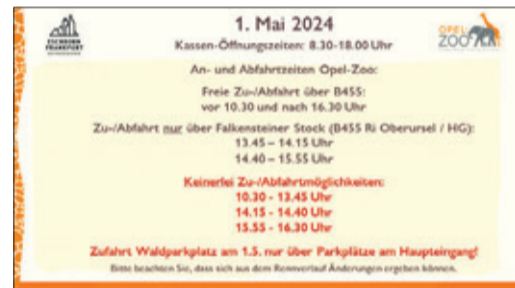 1. Mai 2024
ESCHBORN
FRANKFURT
OPEL-
ZOO
Kassen-Öffnungszeiten: 8.30-18.00 Uhr
An- und Abfahrtzeiten Opel-Zoo:
Freie Zu-/Abfahrt über B455:
vor 10.30 und nach 16.30 Uhr
Zu-/Abfahrt nur über Falkensteiner Stock (B455 Ri Oberursel / HG):
13.45 – 14.15 Uhr
14.40 – 15.55 Uhr
Keinerlei Zu-/Abfahrtmöglichkeiten:
10.30 - 13.45 Uhr
14.15 - 14.40 Uhr
15.55 - 16.30 Uhr
Zufahrt Waldparkplatz am 1.5. nur über Parkplätze am Haupteingang!
Bitte beachten Sie, dass sich aus dem Rennverlauf Änderungen ergeben können.